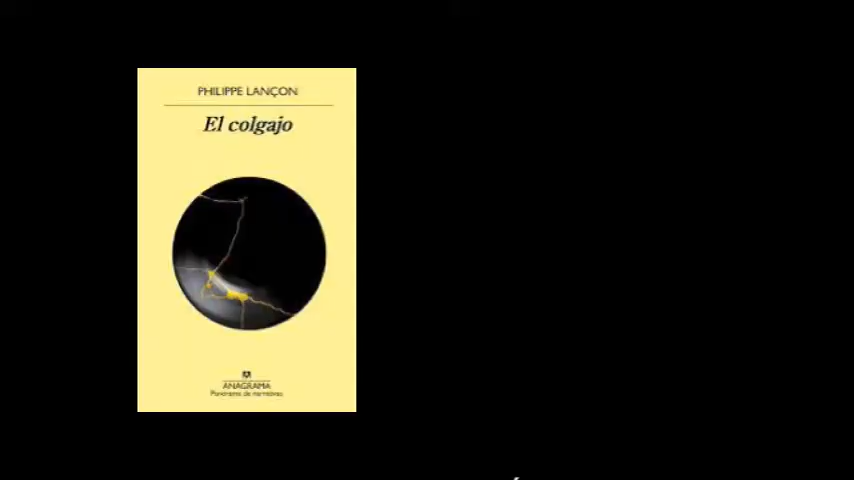 PHILIPPE LANÇON
El colgajo
ANAGRAMA
Panorama de narrativas